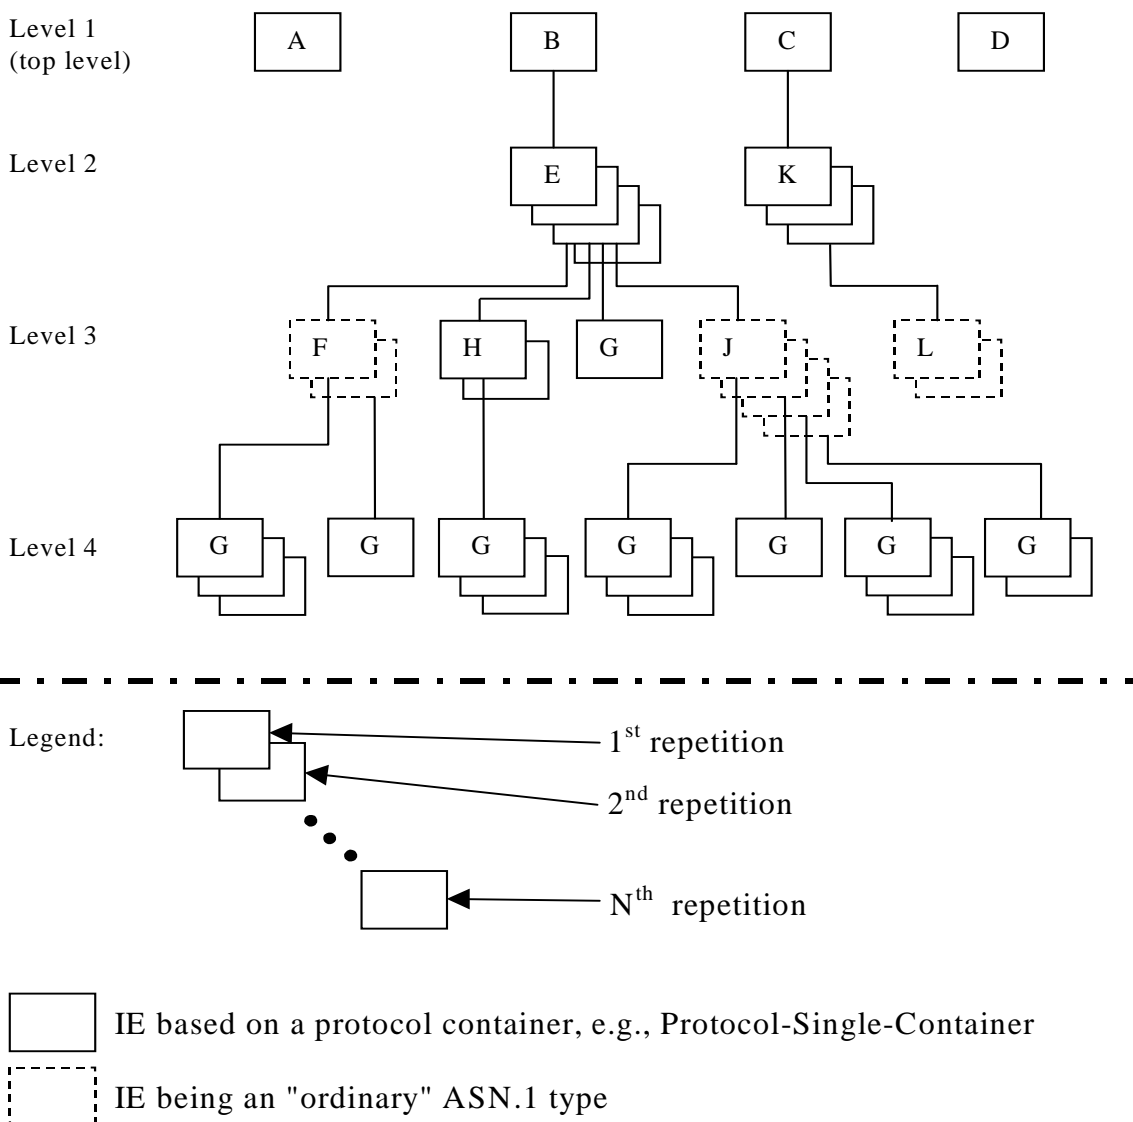 Level 1
(top level)
A
B
C
D
Level 2
E
K
Level 3
F
H
G
J
L
Level 4
G
G
G
G
G
G
G
Legend:
1st repetition
2nd repetition
Nth repetition
IE based on a protocol container, e.g., Protocol-Single-Container
IE being an "ordinary" ASN.1 type